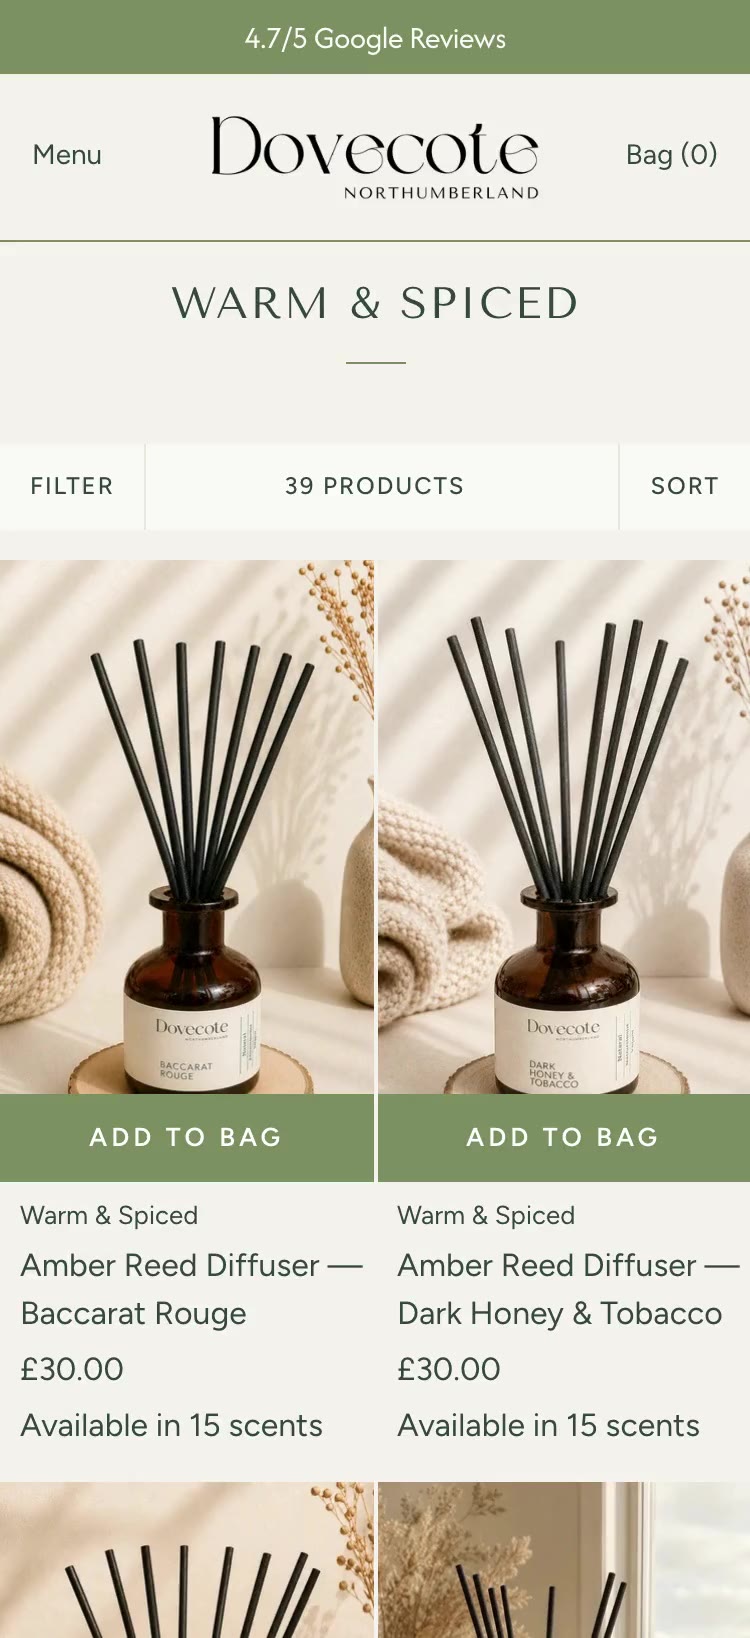 4.7/5 Google Reviews
Menu
Dovecote
NORTHUMBERLAND
Bag (0)
WARM & SPICED
FILTER
39 PRODUCTS
SORT
Dovecote
BACCARAT
ROUGE
Dovecote
DARK
HONEY &
TOBACCO
ADD TO BAG
ADD TO BAG
Warm & Spiced
Amber Reed Diffuser —
Baccarat Rouge
£30.00
Available in 15 scents
Warm & Spiced
Amber Reed Diffuser —
Dark Honey & Tobacco
£30.00
Available in 15 scents